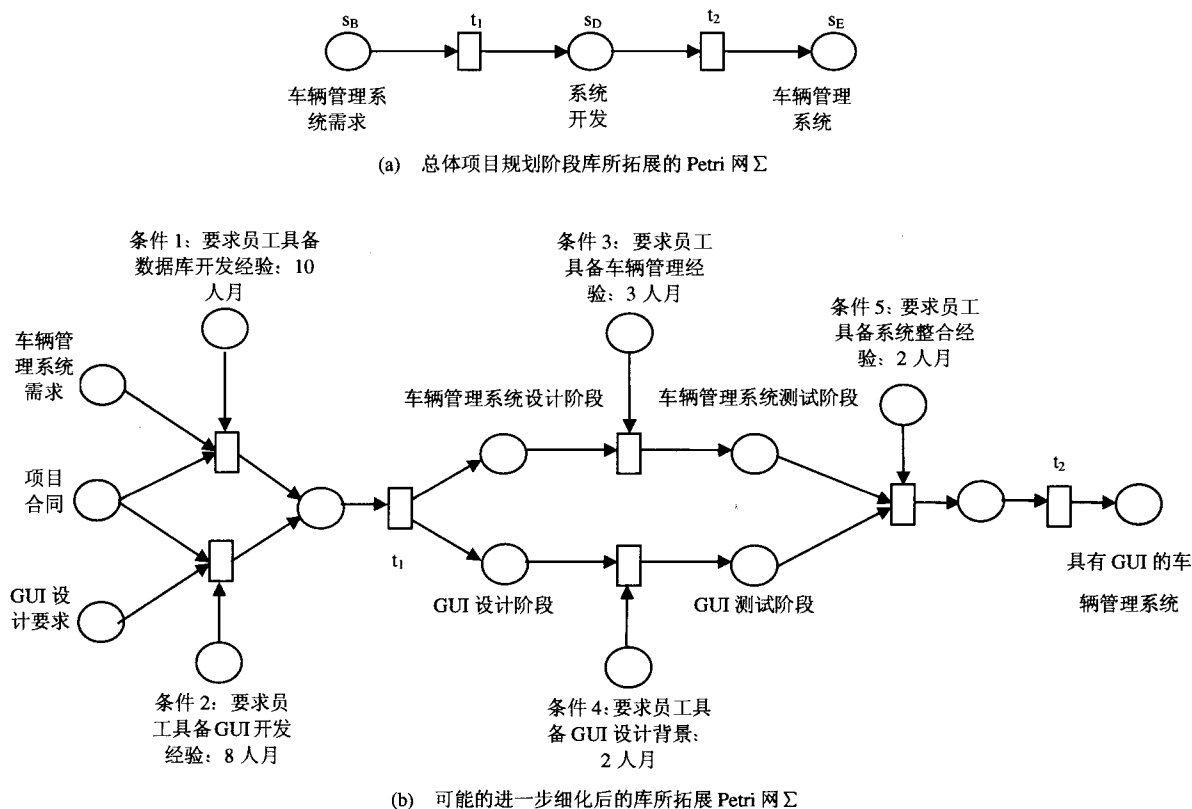 s_B
t_1
s_D
t_2
s_E
车辆管理系
统需求
系统
开发
车辆管理
系统
(a) 总体项目规划阶段库所拓展的 Petri 网∑
条件 1：要求员工具备
数据库开发经验：10
人月
条件 3：要求员工
具备车辆管理经
验：3 人月
条件 5：要求员工
具备系统整合经
验：2 人月
车辆管
理系统
需求
车辆管理系统设计阶段
车辆管理系统测试阶段
项目
合同
t_1
t_2
GUI 设
计要求
GUI 设计阶段
GUI 测试阶段
具有 GUI 的车
辆管理系统
条件 2：要求员
工具备 GUI 开发
经验：8 人月
条件 4：要求员工具
备 GUI 设计背景：
2 人月
(b) 可能的进一步细化后的库所拓展 Petri 网∑